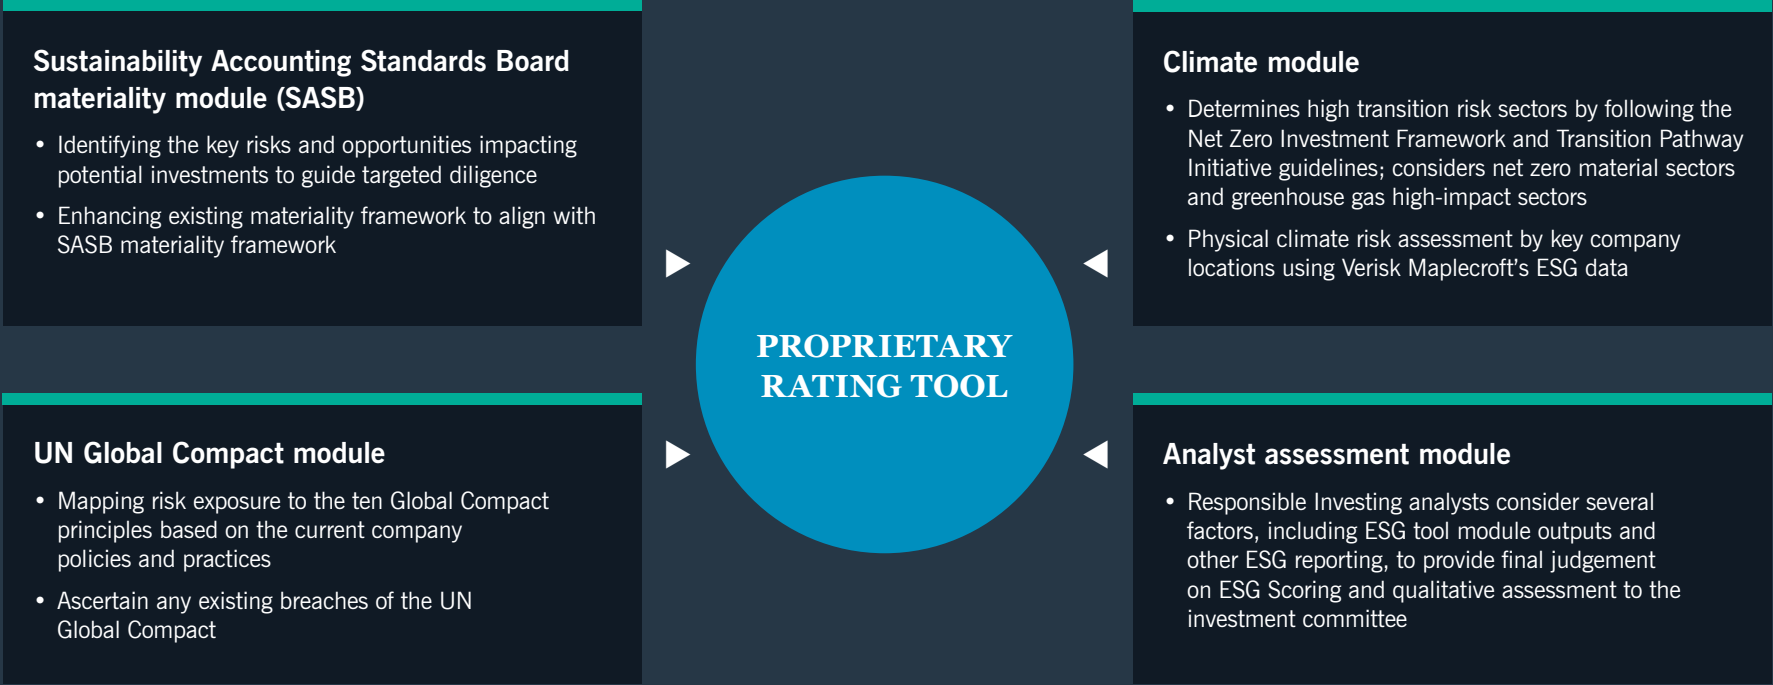 Sustainability Accounting Standards Board
materiality module (SASB)
• Identifying the key risks and opportunities impacting
potential investments to guide targeted diligence
• Enhancing existing materiality framework to align with
SASB materiality framework
Climate module
• Determines high transition risk sectors by following the
Net Zero Investment Framework and Transition Pathway
Initiative guidelines; considers net zero material sectors
and greenhouse gas high-impact sectors
• Physical climate risk assessment by key company
locations using Verisk Maplecroft’s ESG data
PROPRIETARY
RATING TOOL
UN Global Compact module
• Mapping risk exposure to the ten Global Compact
principles based on the current company
policies and practices
• Ascertain any existing breaches of the UN
Global Compact
Analyst assessment module
• Responsible Investing analysts consider several
factors, including ESG tool module outputs and
other ESG reporting, to provide final judgement
on ESG Scoring and qualitative assessment to the
investment committee